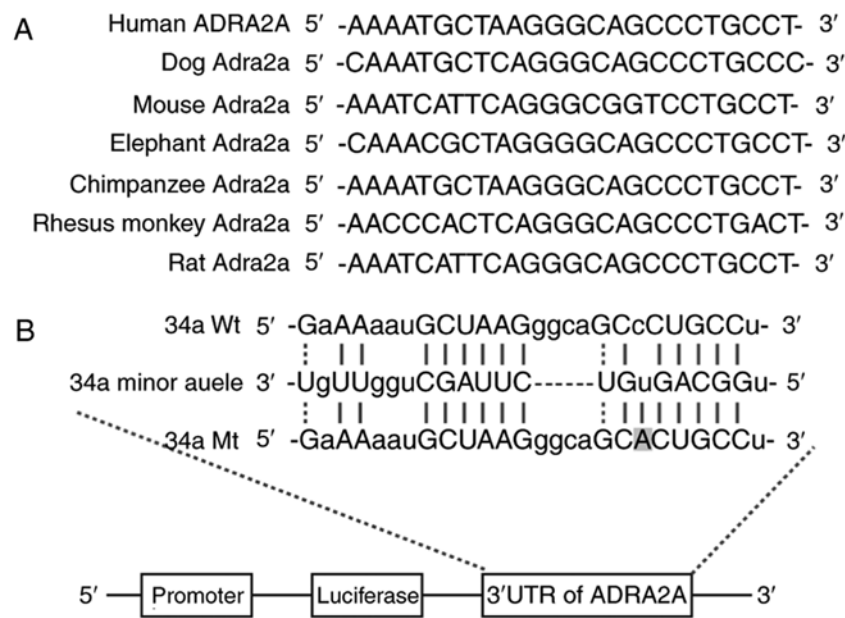 A
Human ADRA2A 5′ -AAAATGCTAAGGGCAGCCCTGCCT- 3′
Dog Adra2a 5′ -CAAATGCTCAGGGCAGCCCTGCCC- 3′
Mouse Adra2a 5′ -AAATCATTCAGGGCGGTCCTGCCT- 3′
Elephant Adra2a 5′ -CAAACGCTAGGGGCAGCCCTGCCT- 3′
Chimpanzee Adra2a 5′ -AAAATGCTAAGGGCAGCCCTGCCT- 3′
Rhesus monkey Adra2a 5′ -AACCCACTCAGGGCAGCCCTGACT- 3′
Rat Adra2a 5′ -AAATCATTCAGGGCAGCCCTGCCT- 3′
B
34a Wt 5′ -GaAAaauGCUAAGggcaGCcCUGCCu- 3′
34a minor auele 3′ -UgUUgguCGAUUC------UGuGACGGu- 5′
34a Mt 5′ -GaAAaauGCUAAGggcaGCACUGCCu- 3′
5′ Promoter Luciferase 3′UTR of ADRA2A 3′